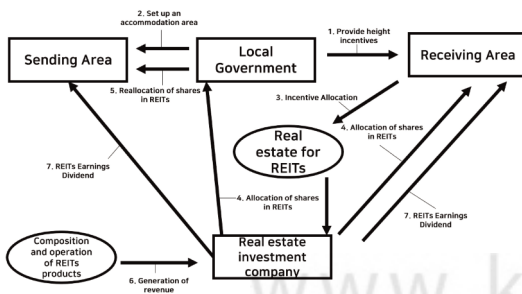 2. Set up an
accommodation area
1. Provide height
incentives
Sending Area
Local
Government
Receiving Area
5. Reallocation of shares
in REITs
3. Incentive Allocation
4. Allocation of shares
in REITs
Real
estate for
REITs
7. REITs Earnings
Dividend
4. Allocation of shares
in REITs
7. REITs Earnings
Dividend
Composition
and operation
of REITs
products
Real estate
investment
company
6. Generation of
revenue
www.k